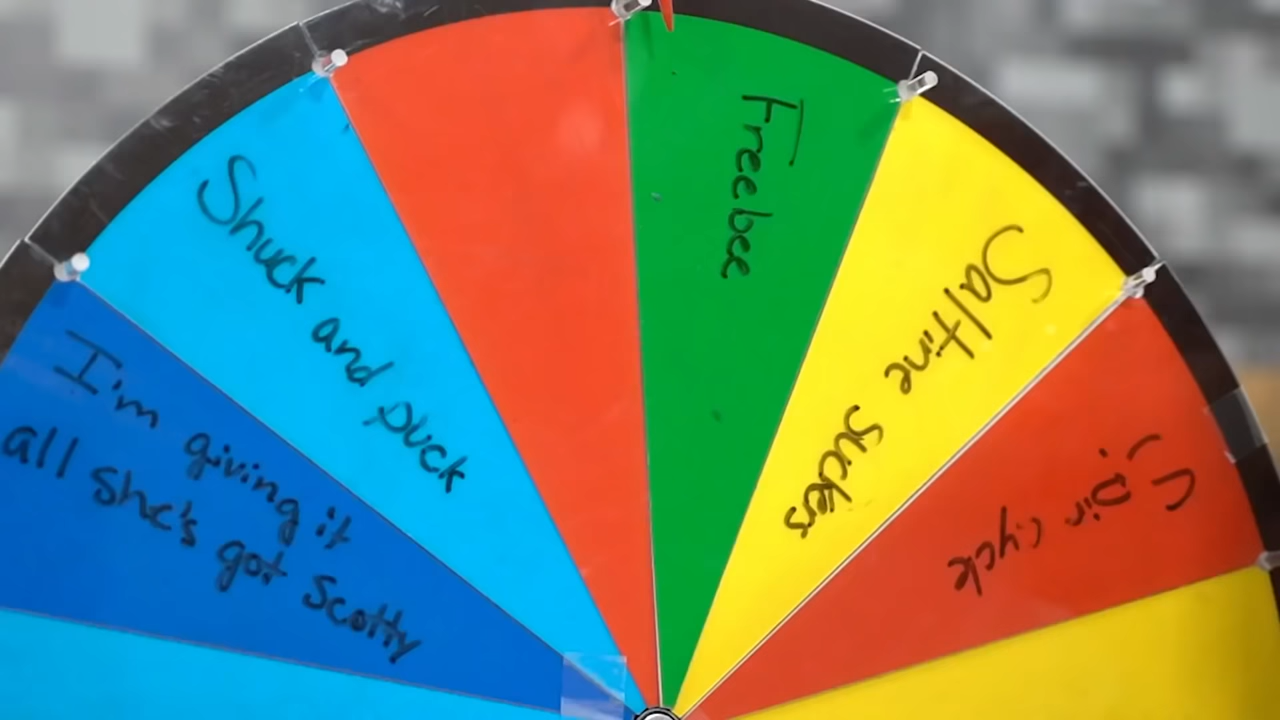 I'm giving it
all she's got Scotty
Shuck and puck
Freebee
Saltine suckers
Spin cycle